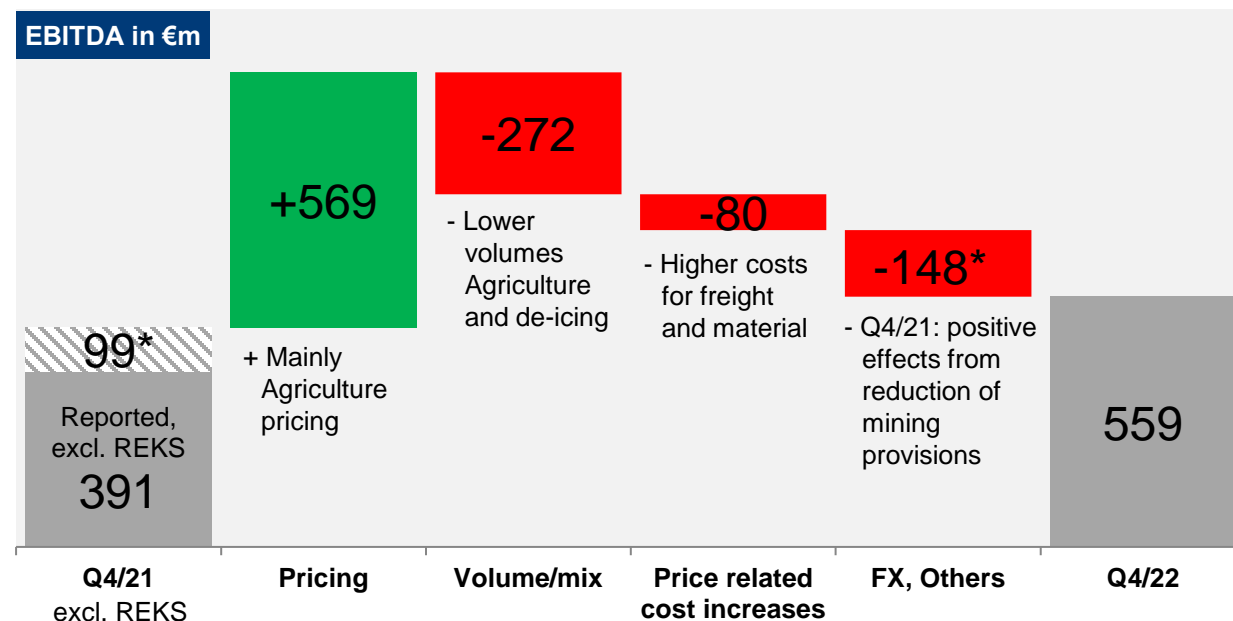 EBITDA in €m
99*
Reported,
excl. REKS
391
+569
+ Mainly
Agriculture
pricing
-272
- Lower
volumes
Agriculture
and de-icing
-80
- Higher costs
for freight
and material
-148*
- Q4/21: positive
effects from
reduction of
mining
provisions
559
Q4/21
excl. REKS
Pricing
Volume/mix
Price related
cost increases
FX, Others
Q4/22